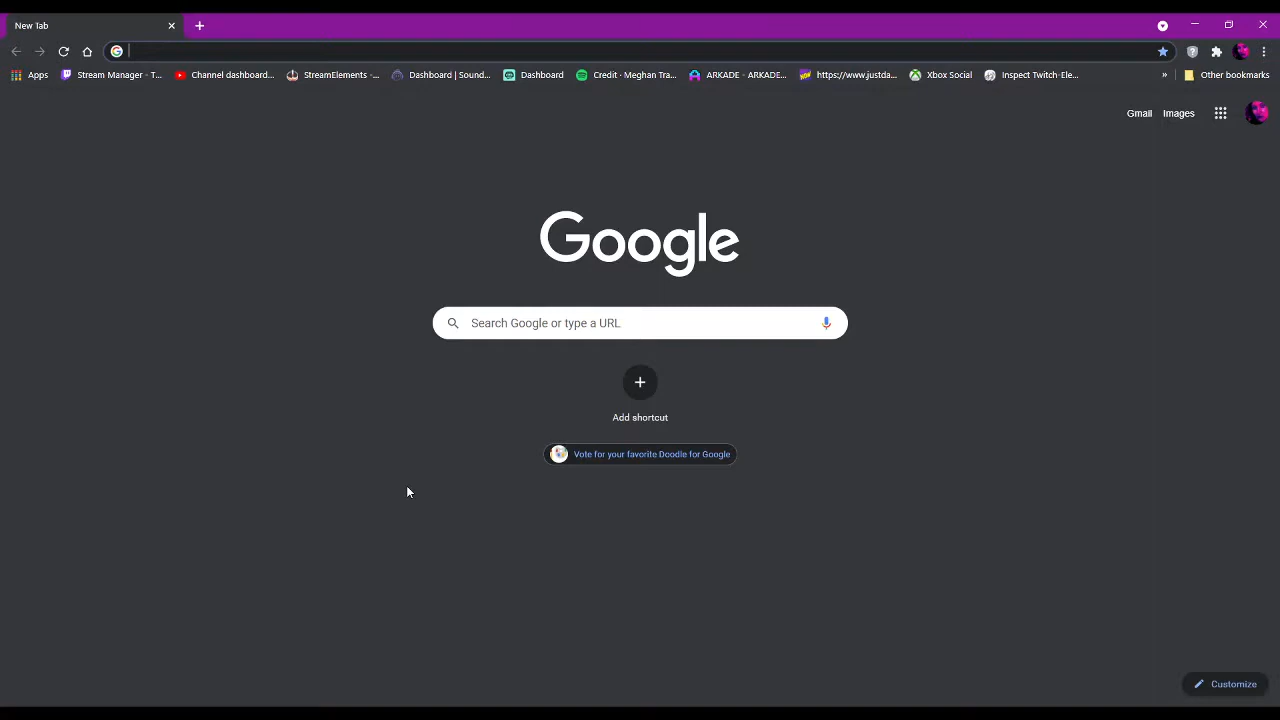 New Tab
Apps Stream Manager - T... Channel dashboard... StreamElements -... Dashboard | Sound... Dashboard Credit · Meghan Tra... ARKADE - ARKADE... https://www.justda... Xbox Social Inspect Twitch-Ele... » Other bookmarks
Gmail Images
Google
Search Google or type a URL
Add shortcut
Vote for your favorite Doodle for Google
Customize